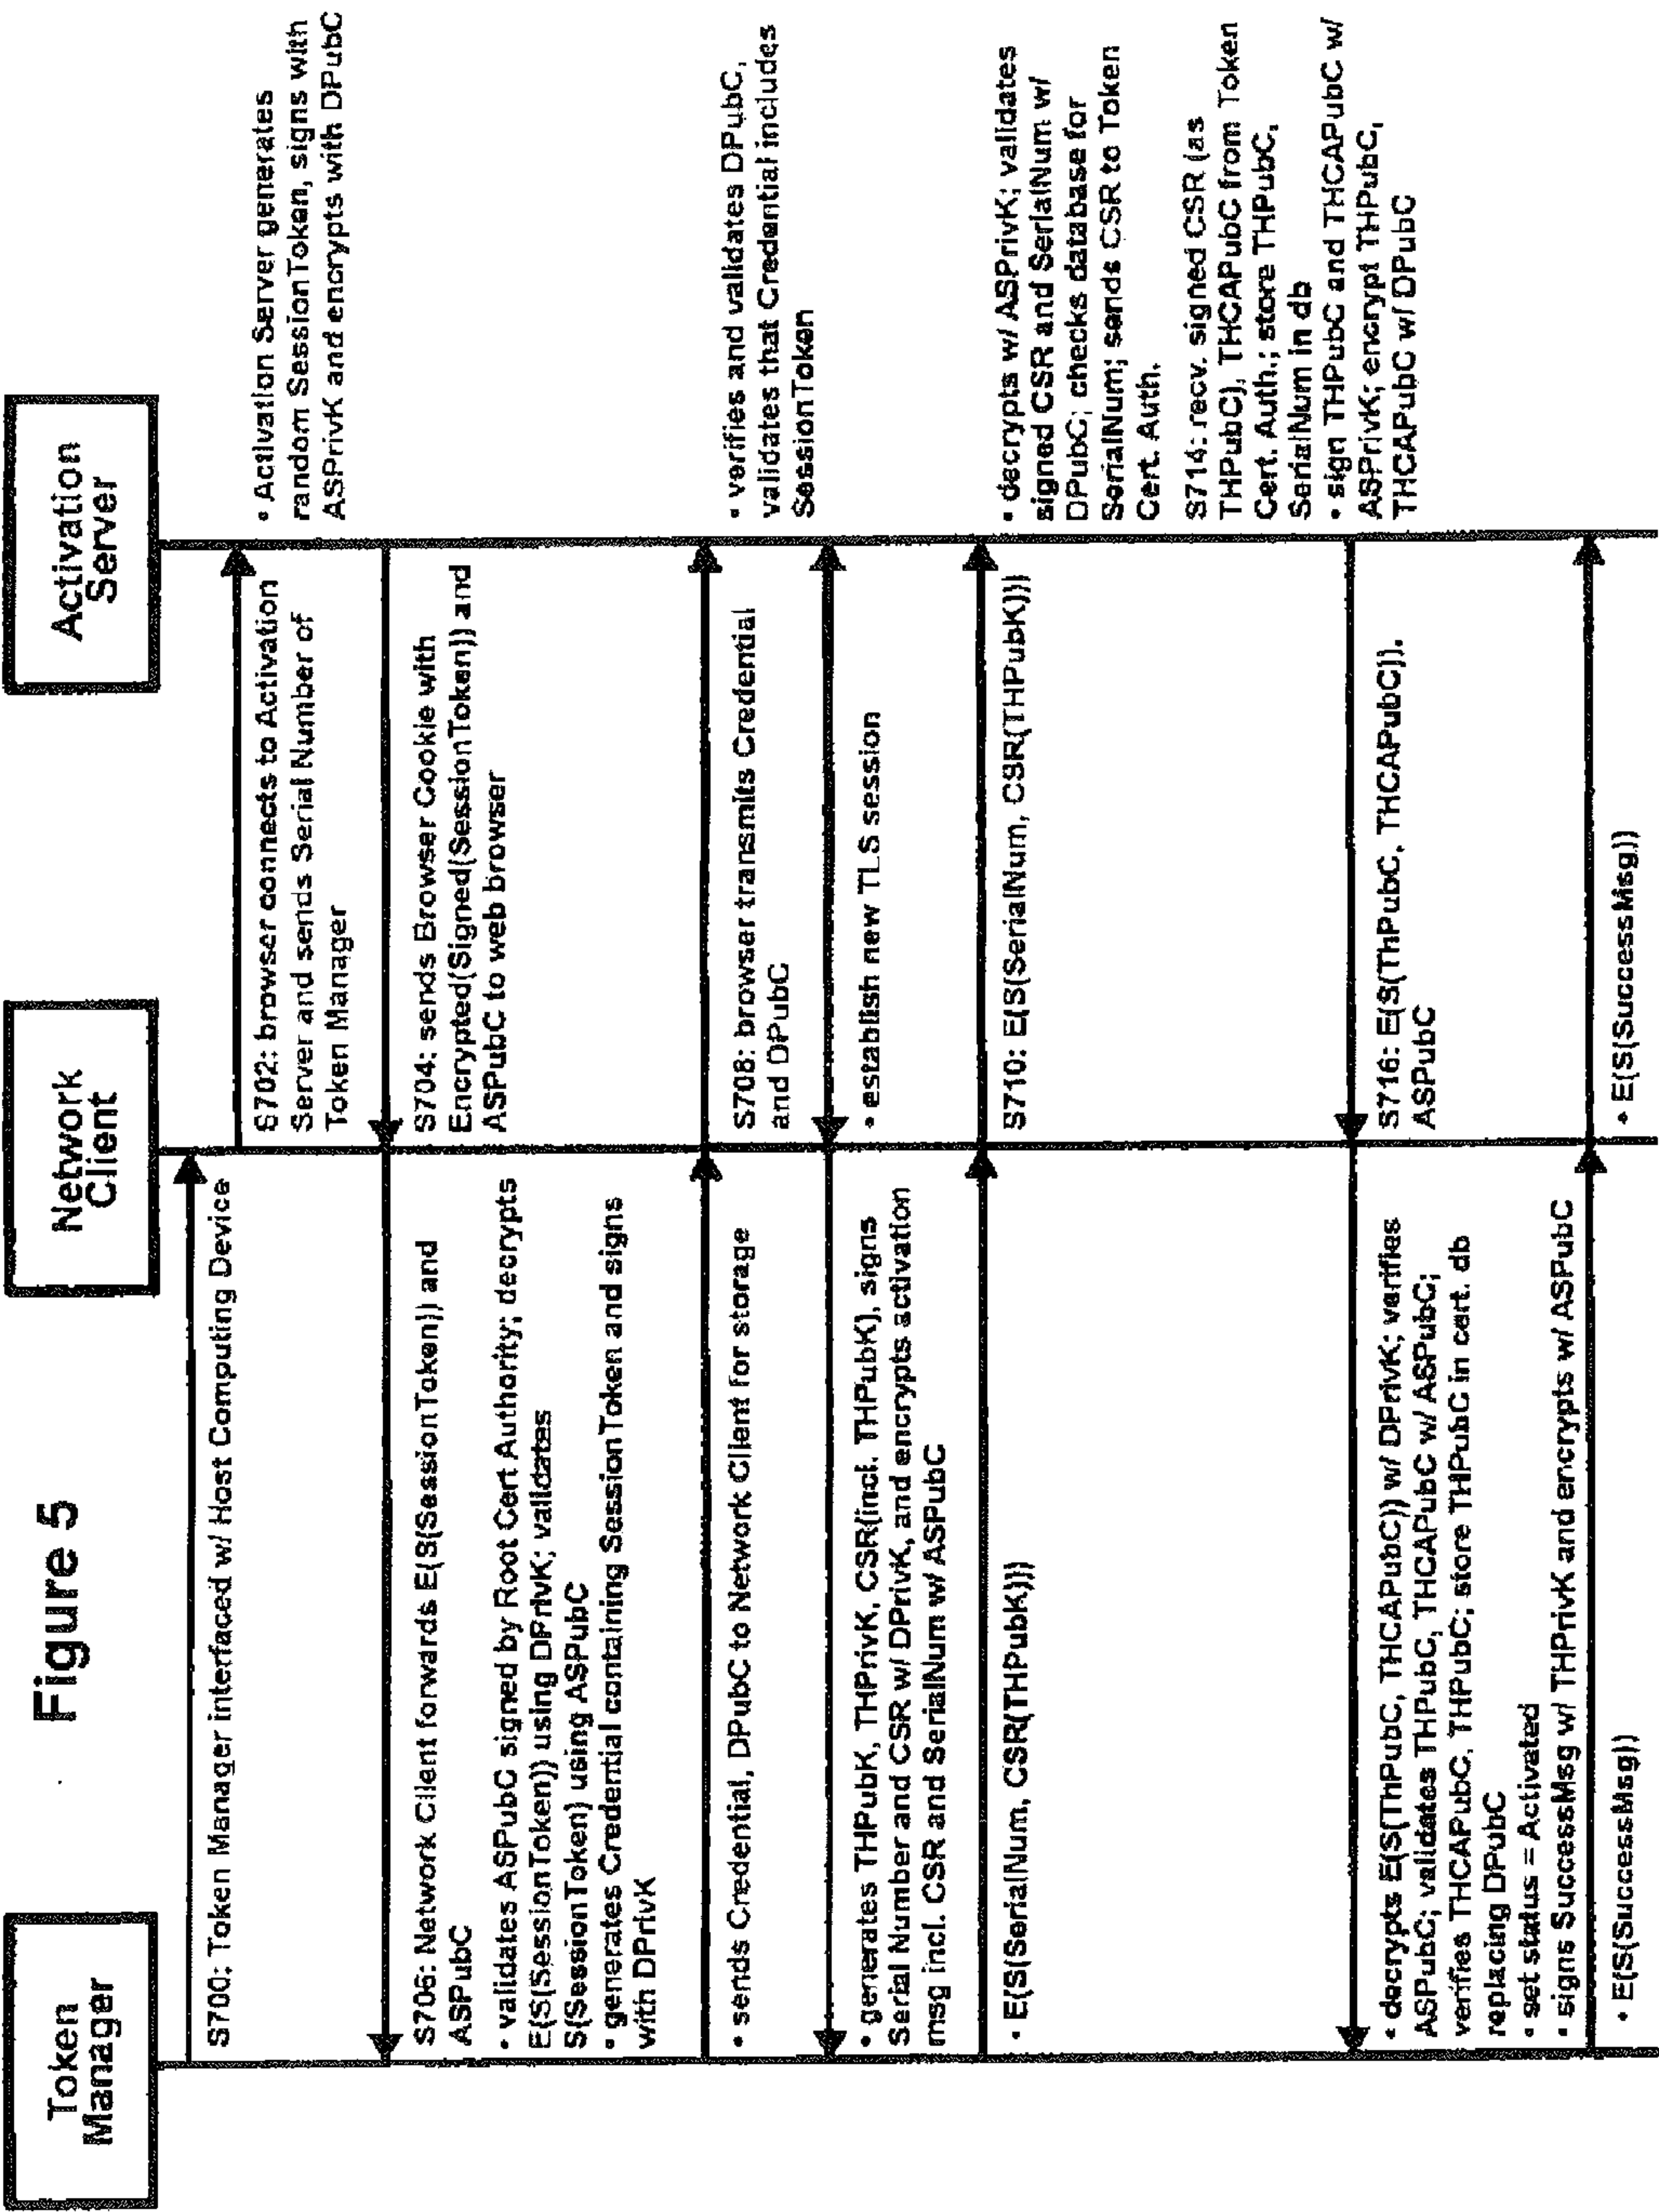 Figure 5
Token
Manager
Network
Client
Activation
Server
S700: Token Manager interfaced w/ Host Computing Device
S702: browser connects to Activation
Server and sends Serial Number of
Token Manager
• Activation Server generates
random SessionToken, signs with
ASPrivK and encrypts with DPubC
S704: sends Browser Cookie with
Encrypted(Signed(SessionToken)) and
ASPubC to web browser
S706: Network Client forwards E(S(SessionToken)) and
ASPubC
• validates ASPubC signed by Root Cert Authority; decrypts
E(S(SessionToken)) using DPrivK; validates
S(SessionToken) using ASPubC
• generates Credential containing SessionToken and signs
with DPrivK
• sends Credential, DPubC to Network Client for storage
S708: browser transmits Credential
and DPubC
• verifies and validates DPubC,
validates that Credential includes
SessionToken
• establish new TLS session
• generates THPubK, THPrivK, CSR(incl. THPubK), signs
Serial Number and CSR w/ DPrivK, and encrypts activation
msg incl. CSR and SerialNum w/ ASPubC
• E(S(SerialNum, CSR(THPubK)))
S710: E(S(SerialNum, CSR(THPubK)))
• decrypts w/ ASPrivK; validates
signed CSR and SerialNum w/
DPubC; checks database for
SerialNum; sends CSR to Token
Cert. Auth.
S714: recv. signed CSR (as
THPubC), THCAPubC from Token
Cert. Auth.; store THPubC,
SerialNum in db
• sign THPubC and THCAPubC w/
ASPrivK; encrypt THPubC,
THCAPubC w/ DPubC
S716: E(S(ThPubC, THCAPubC)),
ASPubC
• decrypts E(S(ThPubC, THCAPubC)) w/ DPrivK; verifies
ASPubC; validates THPubC, THCAPubC w/ ASPubC;
verifies THCAPubC, THPubC; store THPubC in cert. db
replacing DPubC
• set status = Activated
• signs SuccessMsg w/ THPrivK and encrypts w/ ASPubC
• E(S(SuccessMsg))
• E(S(SuccessMsg))